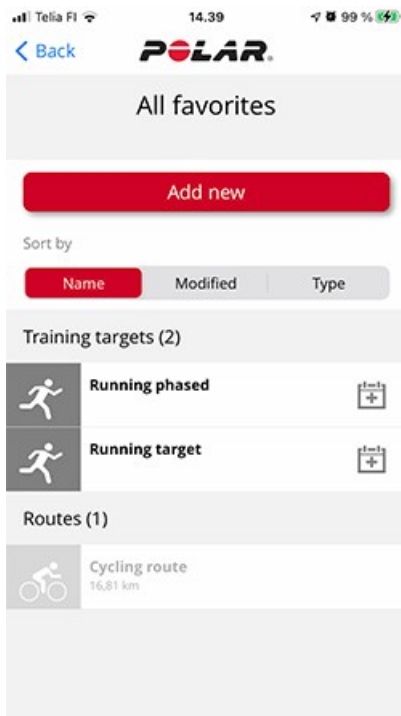 Telia FI 14.39 99 %
Back POLAR.
All favorites
Add new
Sort by
Name Modified Type
Training targets (2)
Running phased
Running target
Routes (1)
Cycling route
16,81 km